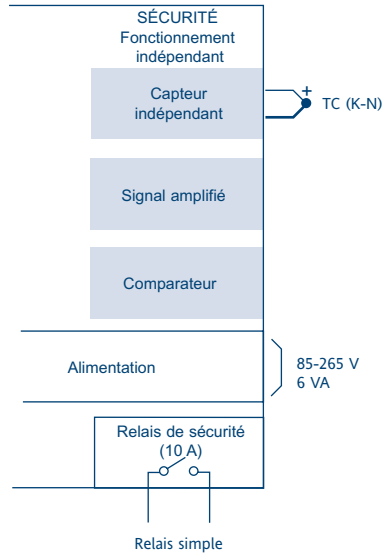 SÉCURITÉ
Fonctionnement
indépendant
Capteur
indépendant
+
TC (K-N)
Signal amplifié
Comparateur
Alimentation
85-265 V
6 VA
Relais de sécurité
(10 A)
Relais simple